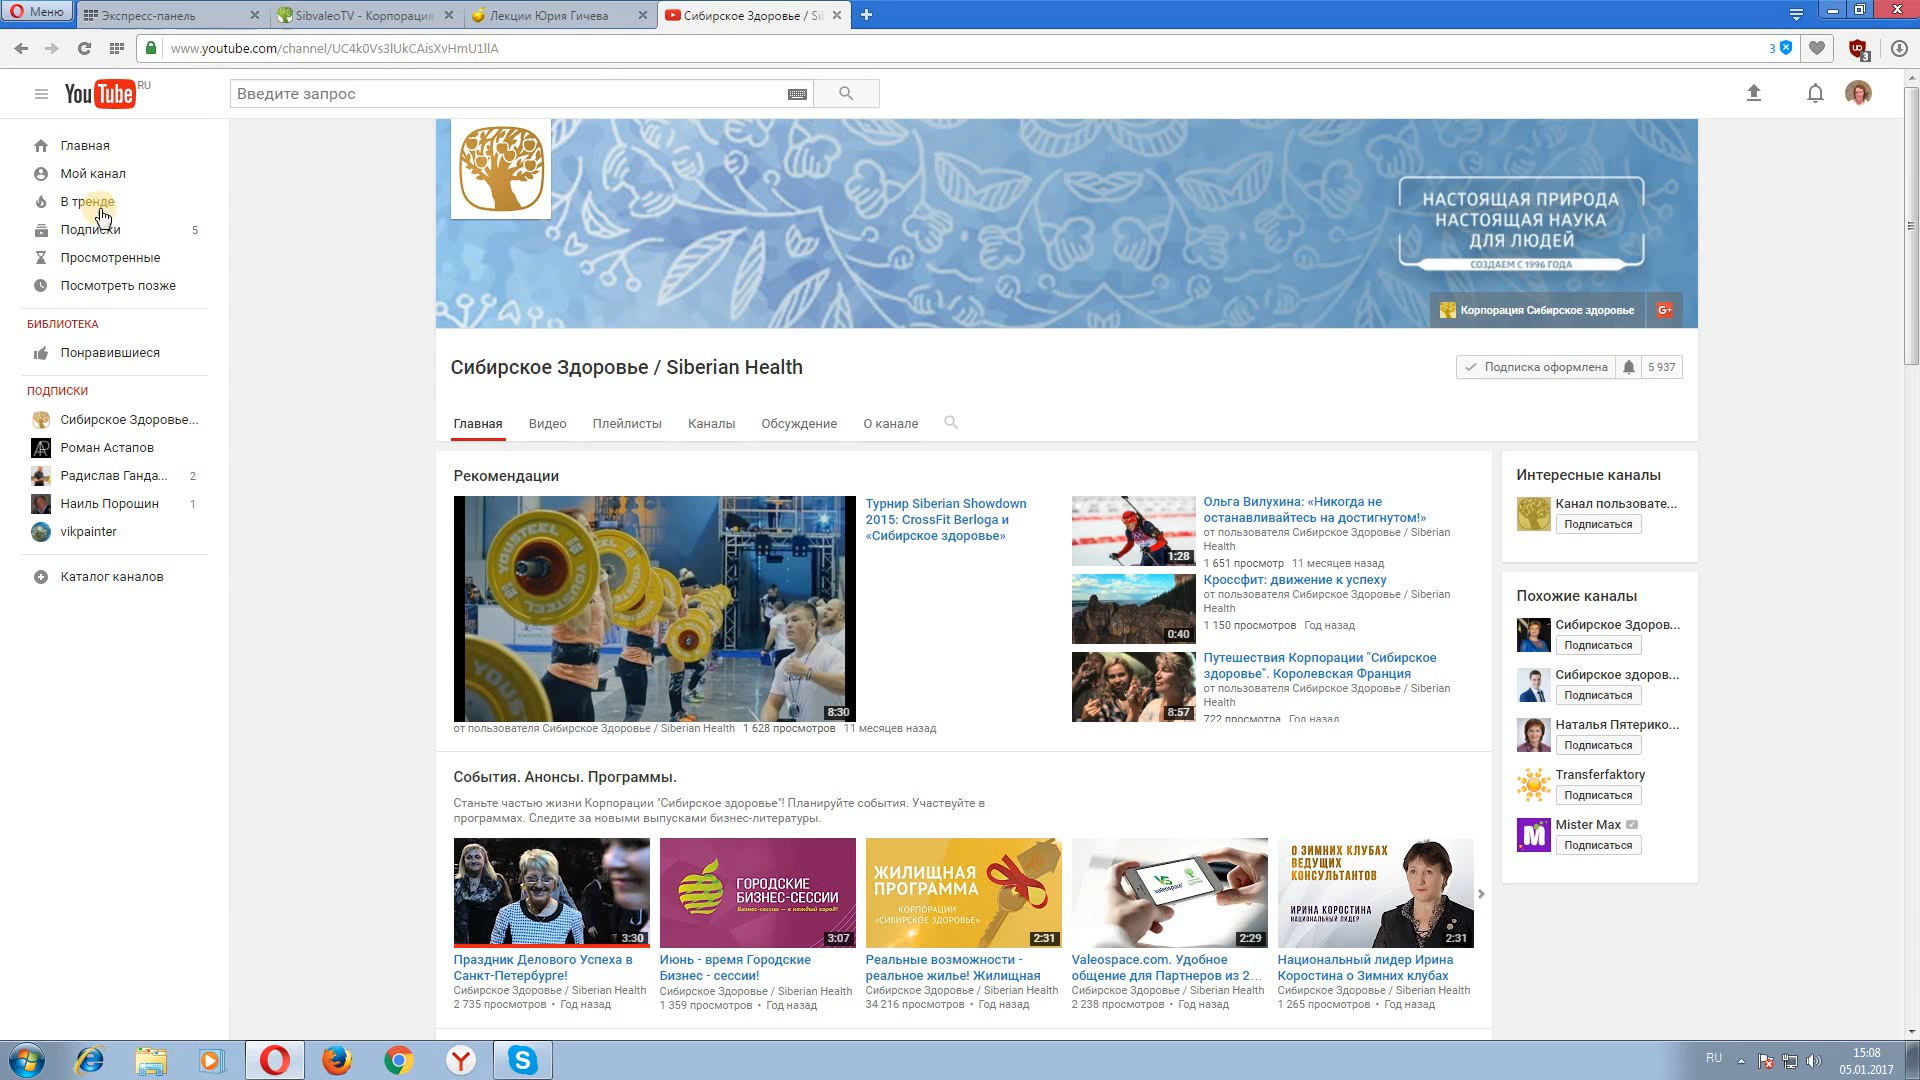 Меню
Экспресс-панель
SibvaleoTV - Корпорация
Лекции Юрия Гичева
Сибирское Здоровье / Si
www.youtube.com/channel/UC4k0Vs3lUkCAisXvHmU1llA
3
3
YouTube RU
Введите запрос
Главная
Мой канал
В тренде
Подписки 5
Просмотренные
Посмотреть позже
БИБЛИОТЕКА
Понравившиеся
ПОДПИСКИ
Сибирское Здоровье...
Роман Астапов
Радислав Ганда... 2
Наиль Порошин 1
vikpainter
Каталог каналов
НАСТОЯЩАЯ ПРИРОДА
НАСТОЯЩАЯ НАУКА
ДЛЯ ЛЮДЕЙ
СОЗДАЕМ С 1996 ГОДА
Корпорация Сибирское здоровье
G+
Сибирское Здоровье / Siberian Health
Подписка оформлена 5 937
Главная Видео Плейлисты Каналы Обсуждение О канале
Рекомендации
YOUSTEEL
8:30
Турнир Siberian Showdown
2015: CrossFit Berloga и
«Сибирское здоровье»
от пользователя Сибирское Здоровье / Siberian Health 1 628 просмотров 11 месяцев назад
1:28
Ольга Вилухина: «Никогда не
останавливайтесь на достигнутом!»
от пользователя Сибирское Здоровье / Siberian
Health
1 651 просмотр 11 месяцев назад
0:40
Кроссфит: движение к успеху
от пользователя Сибирское Здоровье / Siberian
Health
1 150 просмотров Год назад
8:57
Путешествия Корпорации "Сибирское
здоровье". Королевская Франция
от пользователя Сибирское Здоровье / Siberian
Health
722 просмотра Год назад
События. Анонсы. Программы.
Станьте частью жизни Корпорации "Сибирское здоровье"! Планируйте события. Участвуйте в
программах. Следите за новыми выпусками бизнес-литературы.
3:30
Праздник Делового Успеха в
Санкт-Петербурге!
Сибирское Здоровье / Siberian Health
2 735 просмотров • Год назад
ГОРОДСКИЕ
БИЗНЕС-СЕССИИ
Бизнес-сессия — в каждый город!
3:07
Июнь - время Городские
Бизнес - сессии!
Сибирское Здоровье / Siberian Health
1 359 просмотров • Год назад
ЖИЛИЩНАЯ
ПРОГРАММА
КОРПОРАЦИИ
«СИБИРСКОЕ ЗДОРОВЬЕ»
2:31
Реальные возможности -
реальное жилье! Жилищная
Сибирское Здоровье / Siberian Health
34 216 просмотров • Год назад
VS
valeospace
2:29
Valeospace.com. Удобное
общение для Партнеров из 2...
Сибирское Здоровье / Siberian Health
2 238 просмотров • Год назад
О ЗИМНИХ КЛУБАХ
ВЕДУЩИХ
КОНСУЛЬТАНТОВ
ИРИНА КОРОСТИНА
НАЦИОНАЛЬНЫЙ ЛИДЕР
2:31
Национальный лидер Ирина
Коростина о Зимних клубах
Сибирское Здоровье / Siberian Health
1 265 просмотров • Год назад
Интересные каналы
Канал пользовате...
Подписаться
Похожие каналы
Сибирское Здоров...
Подписаться
Сибирское здоров...
Подписаться
Наталья Пятерико...
Подписаться
Transferfaktory
Подписаться
Mister Max
Подписаться
RU
15:08
05.01.2017